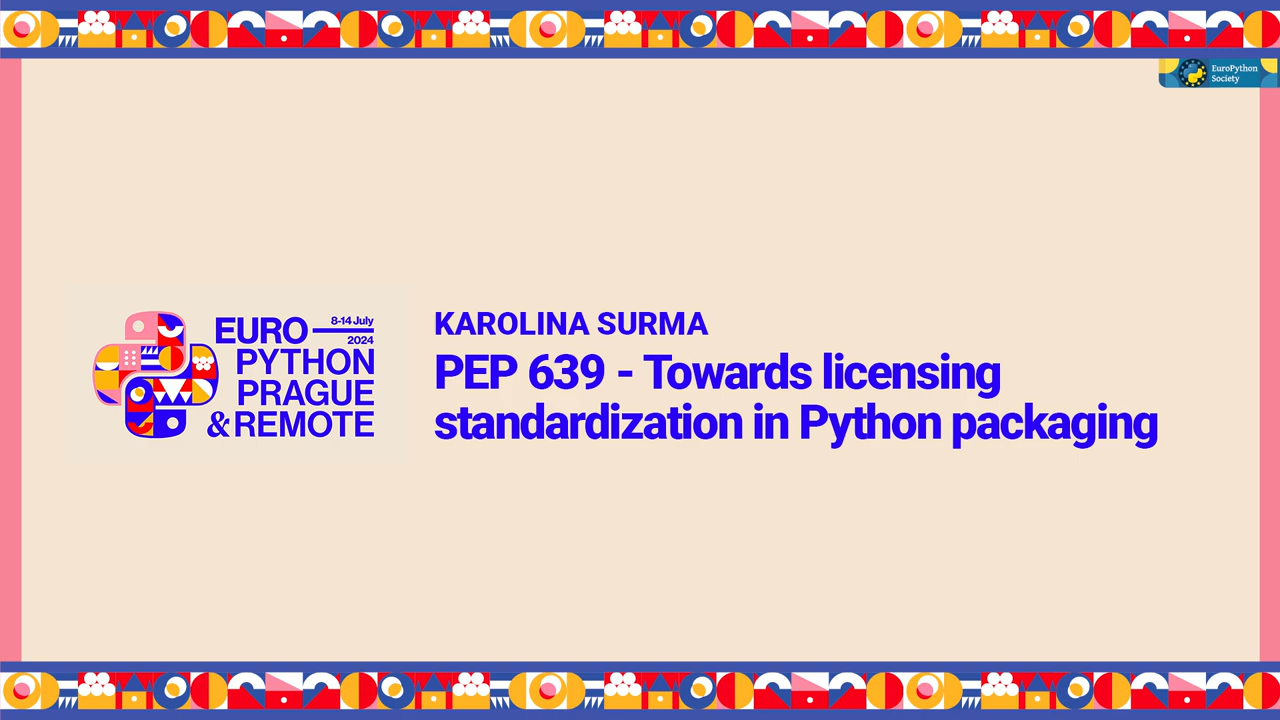 EuroPython
Society
EURO
8-14 July
2024
PYTHON
PRAGUE
& REMOTE
KAROLINA SURMA
PEP 639 - Towards licensing
standardization in Python packaging